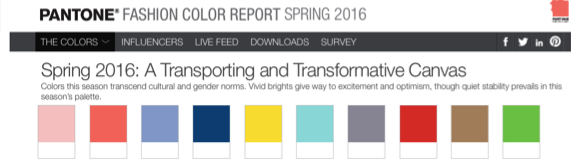 PANTONE® FASHION COLOR REPORT SPRING 2016
THE COLORS INFLUENCERS LIVE FEED DOWNLOADS SURVEY
Spring 2016: A Transporting and Transformative Canvas
Colors this season transcend cultural and gender norms. Vivid brights give way to excitement and optimism, though quiet stability prevails in this
season's palette.